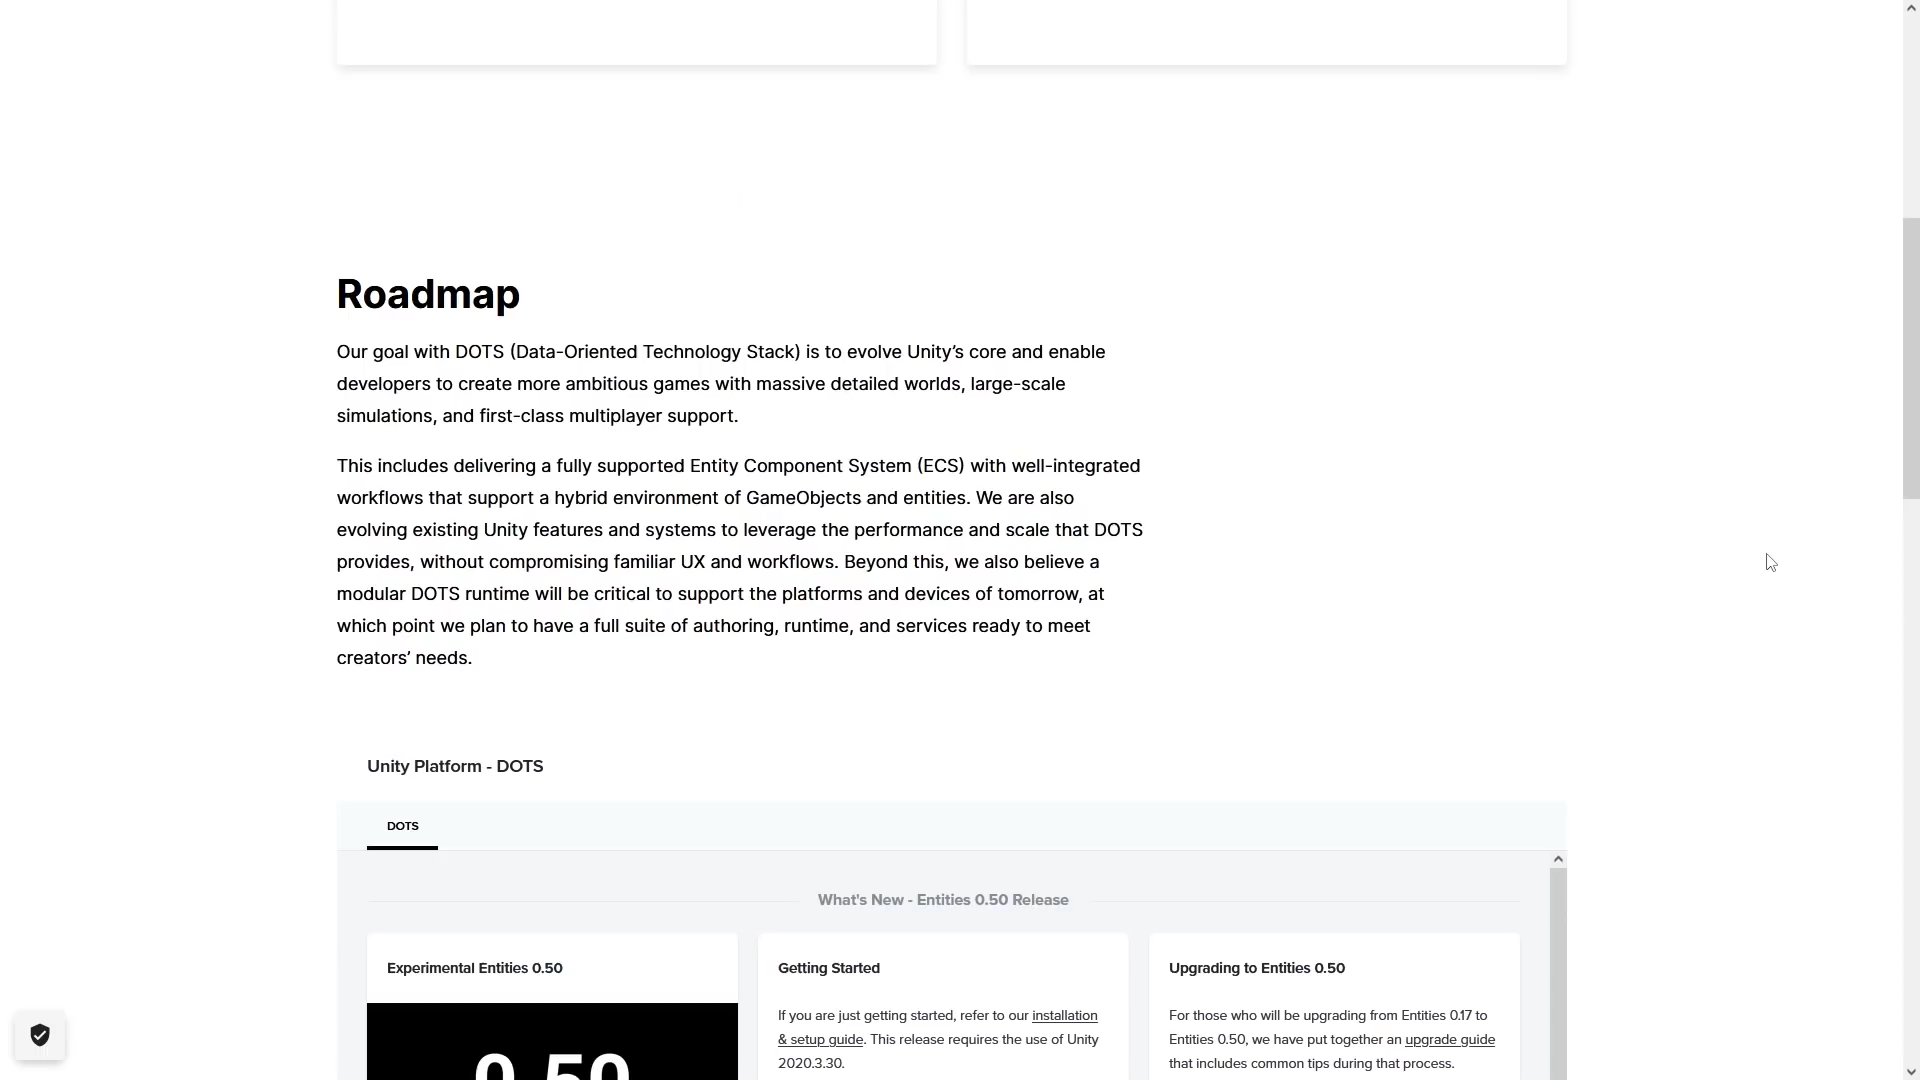 Roadmap
Our goal with DOTS (Data-Oriented Technology Stack) is to evolve Unity’s core and enable
developers to create more ambitious games with massive detailed worlds, large-scale
simulations, and first-class multiplayer support.
This includes delivering a fully supported Entity Component System (ECS) with well-integrated
workflows that support a hybrid environment of GameObjects and entities. We are also
evolving existing Unity features and systems to leverage the performance and scale that DOTS
provides, without compromising familiar UX and workflows. Beyond this, we also believe a
modular DOTS runtime will be critical to support the platforms and devices of tomorrow, at
which point we plan to have a full suite of authoring, runtime, and services ready to meet
creators’ needs.
Unity Platform - DOTS
DOTS
What's New - Entities 0.50 Release
Experimental Entities 0.50
0.50
Getting Started
If you are just getting started, refer to our installation
& setup guide. This release requires the use of Unity
2020.3.30.
Upgrading to Entities 0.50
For those who will be upgrading from Entities 0.17 to
Entities 0.50, we have put together an upgrade guide
that includes common tips during that process.